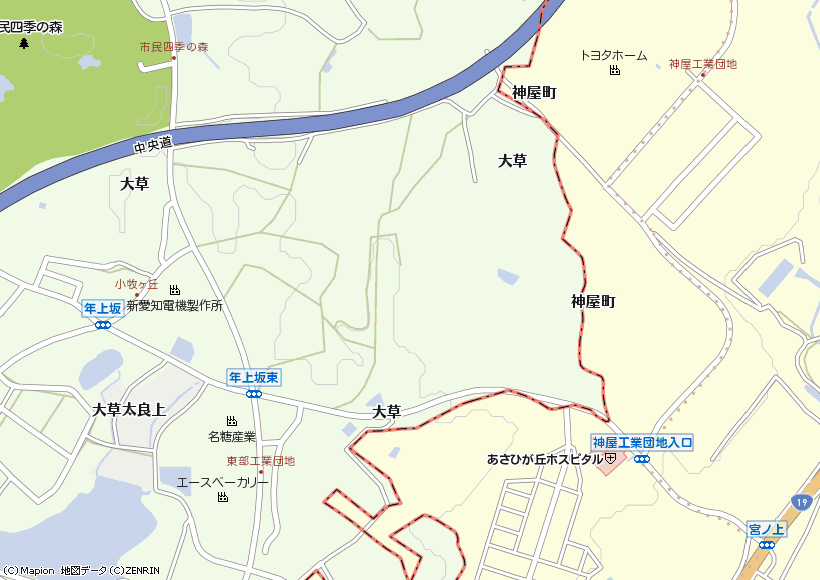 民四季の森
市民四季の森
トヨタホーム
神屋工業団地
神屋町
中央道
大草
大草
小牧ヶ丘
新愛知電機製作所
神屋町
年上坂
年上坂東
大草太良上
大草
名糖産業
神屋工業団地入口
あさひが丘ホスピタル
東部工業団地
エースベーカリー
19
宮ノ上
(C)Mapion 地図データ(C)ZENRIN